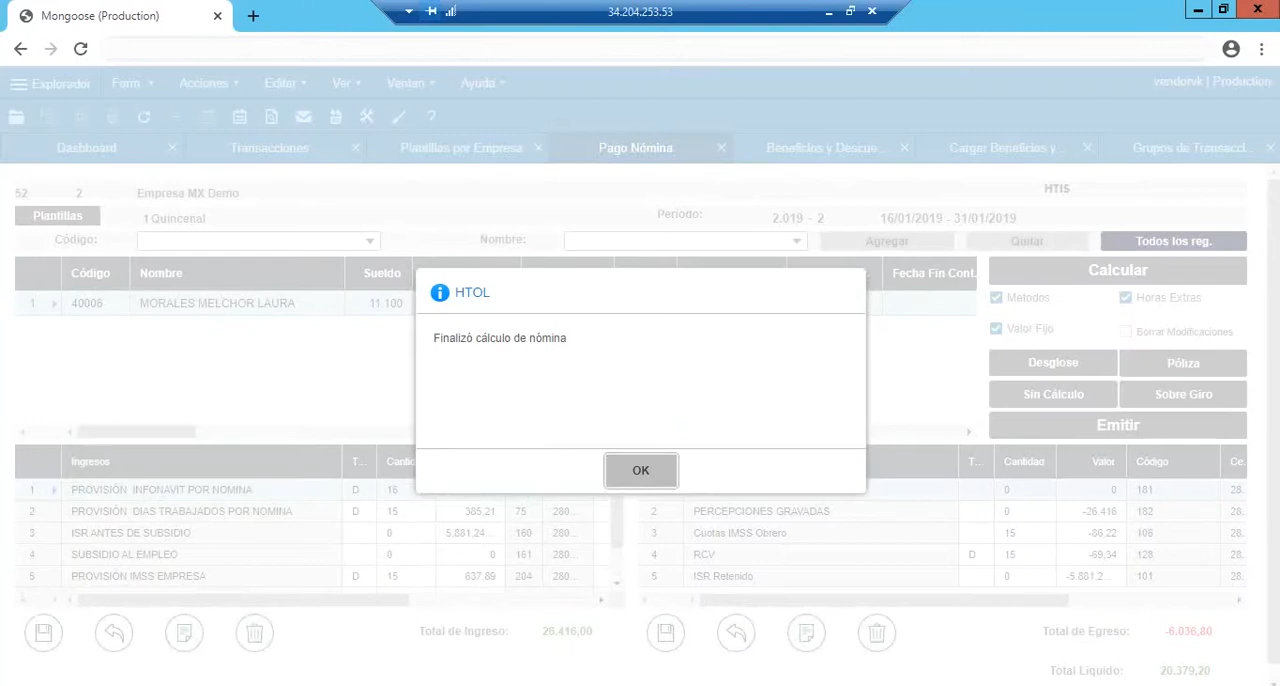 Mongoose (Production)
34.204.253.53
Explorador Form Acciones Editar Ver Ventan Ayuda
vendorvk | Production
Dashboard Transacciones Plantillas por Empresa Pago Nómina Beneficios y Descue... Cargar Beneficios y... Grupos de Transacci...
52 2 Empresa MX Demo HTIS
Plantillas 1 Quincenal Periodo: 2.019 - 2 16/01/2019 - 31/01/2019
Código: Nombre: Agregar Quitar Todos los reg.
Código Nombre Sueldo Fecha Fin Cont.
1 40006 MORALES MELCHOR LAURA 11.100
Calcular
Metodos Horas Extras
Valor Fijo Borrar Modificaciones
Desglose Póliza
Sin Cálculo Sobre Giro
Emitir
HTOL
Finalizó cálculo de nómina
OK
Ingresos T... Cantic
1 PROVISIÓN INFONAVIT POR NOMINA D 16
2 PROVISIÓN DIAS TRABAJADOS POR NOMINA D 15 385,21 75 280...
3 ISR ANTES DE SUBSIDIO 0 5.881,24... 160 280...
4 SUBSIDIO AL EMPLEO 0 0 161 280...
5 PROVISIÓN IMSS EMPRESA D 15 637,89 204 280...
T... Cantidad Valor Código Ce...
0 0 181... 28...
2 PERCEPCIONES GRAVADAS 0 -26.416 182 28...
3 Cuotas IMSS Obrero 15 -86,22 106 28...
4 RCV D 15 -69,34 128 28...
5 ISR Retenido 0 -5.881,2... 101 28...
Total de Ingreso: 26.416,00
Total de Egreso: -6.036,80
Total Liquido: 20.379,20